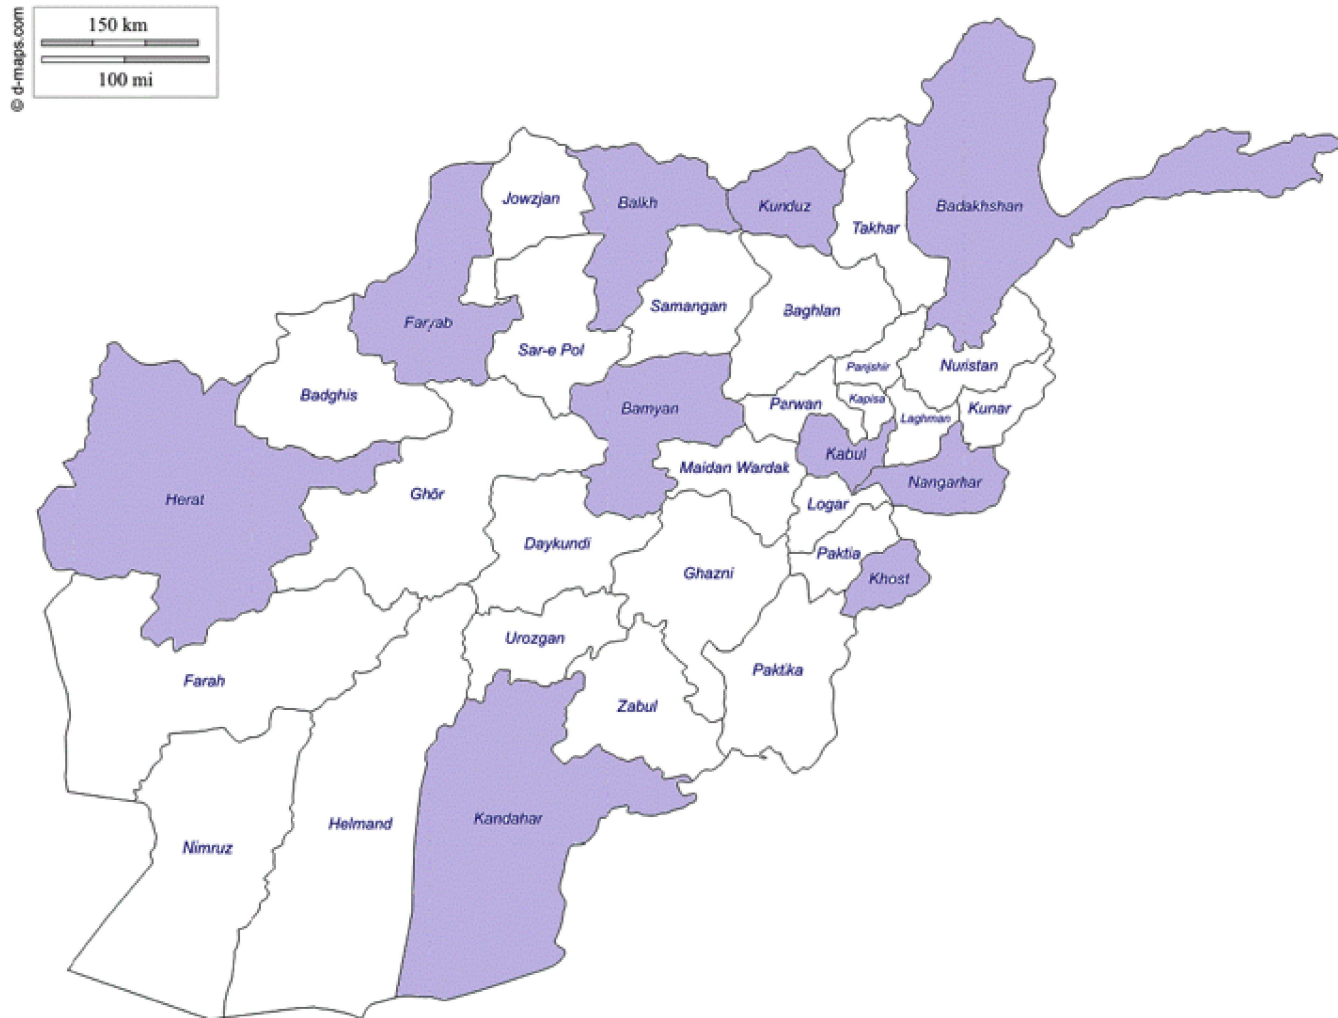 © d-maps.com
150 km
100 mi
Jowzjan
Balkh
Kunduz
Takhar
Badakhshan
Faryab
Sar-e Pol
Samangan
Baghlan
Badghis
Bamyan
Panjshir
Nuristan
Parwan
Kapisa
Laghman
Kunar
Herat
Ghōr
Maidan Wardak
Kabul
Nangarhar
Logar
Daykundi
Ghazni
Paktia
Khost
Urozgan
Farah
Zabul
Paktika
Nimruz
Helmand
Kandahar